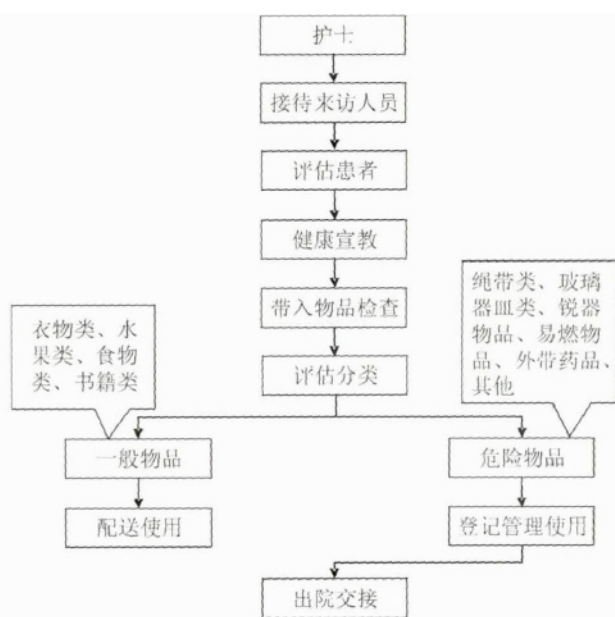 护士
接待来访人员
评估患者
健康宣教
带入物品检查
评估分类
衣物类、水
果类、食物
类、书籍类
绳带类、玻璃
器皿类、锐器
物品、易燃物
品、外带药品、
其他
一般物品
危险物品
配送使用
登记管理使用
出院交接